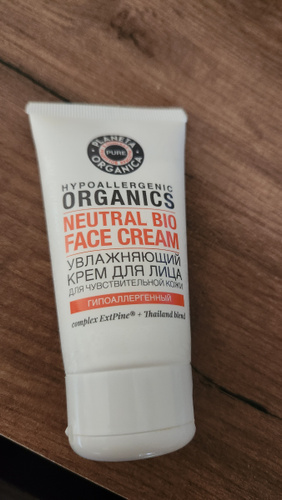 PLANETA
PURE
ORGANICA
HYPOALLERGENIC
ORGANICS
NEUTRAL BIO
FACE CREAM
УВЛАЖНЯЮЩИЙ
КРЕМ ДЛЯ ЛИЦА
ДЛЯ ЧУВСТВИТЕЛЬНОЙ КОЖИ
ГИПОАЛЛЕРГЕННЫЙ
complex ExtPine® + Thailand blend